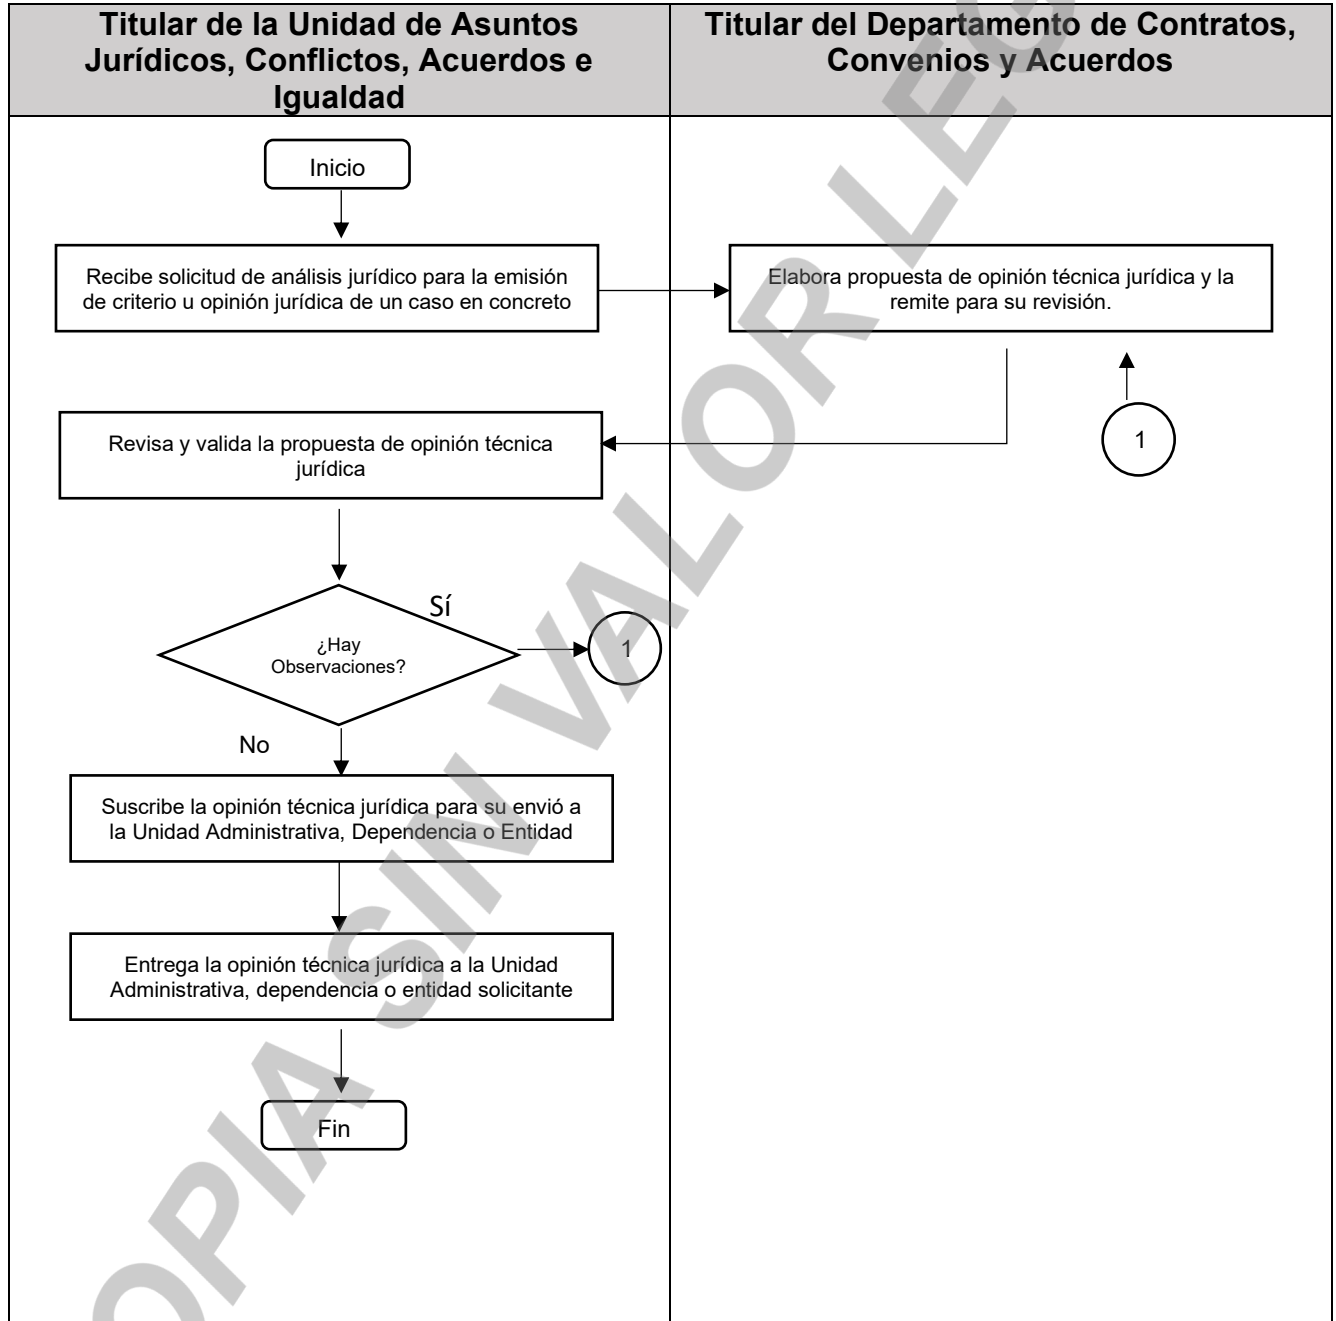 Titular de la Unidad de Asuntos
Jurídicos, Conflictos, Acuerdos e
Igualdad
Titular del Departamento de Contratos,
Convenios y Acuerdos
Inicio
Recibe solicitud de análisis jurídico para la emisión
de criterio u opinión jurídica de un caso en concreto
Elabora propuesta de opinión técnica jurídica y la
remite para su revisión.
Revisa y valida la propuesta de opinión técnica
jurídica
1
Sí
¿Hay
Observaciones?
1
No
Suscribe la opinión técnica jurídica para su envió a
la Unidad Administrativa, Dependencia o Entidad
Entrega la opinión técnica jurídica a la Unidad
Administrativa, dependencia o entidad solicitante
Fin
OPIA SIN VALOR LEG